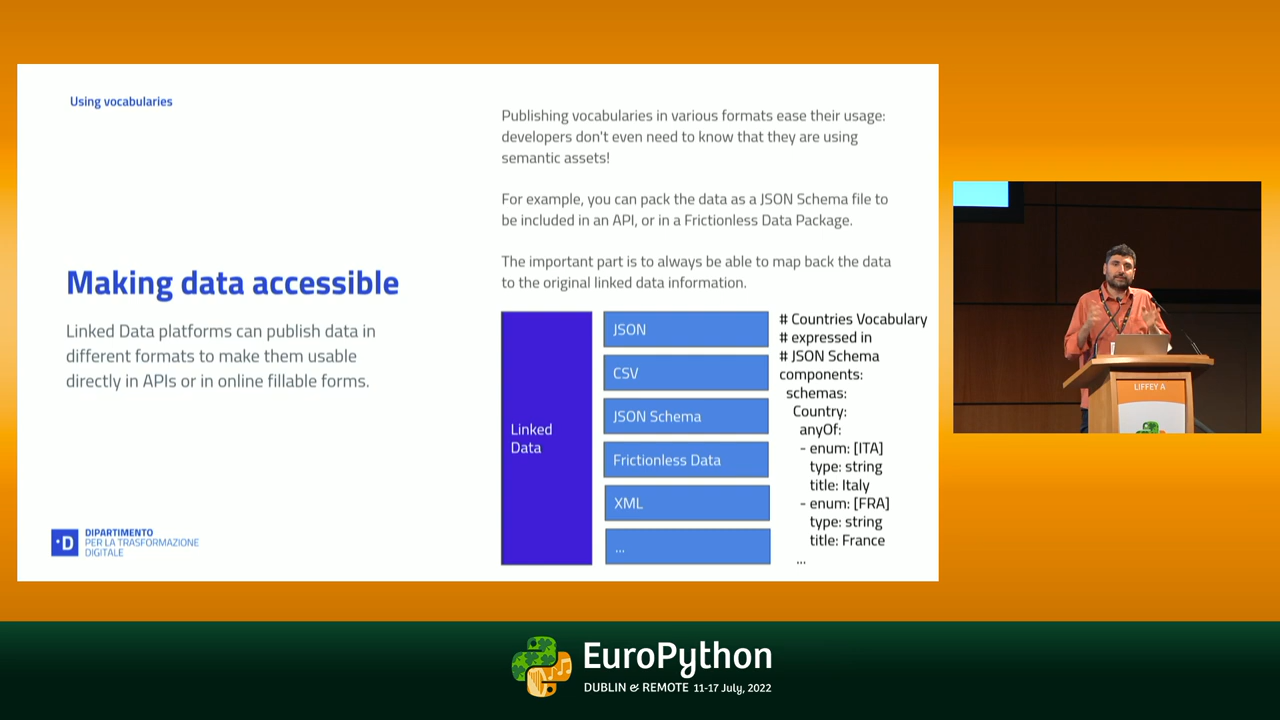 Using vocabularies
Making data accessible
Linked Data platforms can publish data in
different formats to make them usable
directly in APIs or in online fillable forms.
DIPARTIMENTO
PER LA TRASFORMAZIONE
DIGITALE
Publishing vocabularies in various formats ease their usage:
developers don't even need to know that they are using
semantic assets!
For example, you can pack the data as a JSON Schema file to
be included in an API, or in a Frictionless Data Package.
The important part is to always be able to map back the data
to the original linked data information.
Linked
Data
JSON
CSV
JSON Schema
Frictionless Data
XML
...
# Countries Vocabulary
# expressed in
# JSON Schema
components:
schemas:
Country:
anyOf:
- enum: [ITA]
type: string
title: Italy
- enum: [FRA]
type: string
title: France
...
LIFFEY A
EuroPython
DUBLIN & REMOTE 11-17 July, 2022